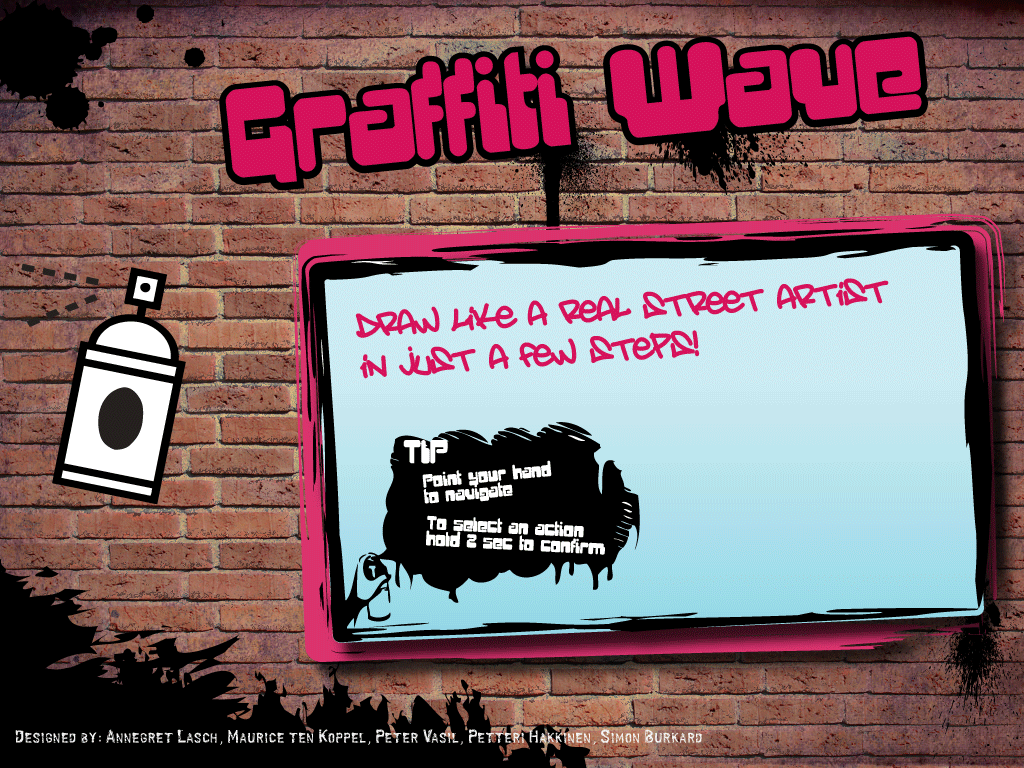 Graffiti Wave
DRAW LIKE A REAL STREET ARTIST
IN JUST A FEW STEPS!
TIP
Point your hand
to navigate
To select an action
hold 2 sec to confirm
Designed by: Annegret Lasch, Maurice ten Koppel, Peter Vasil, Petteri Hakkinen, Simon Burkard